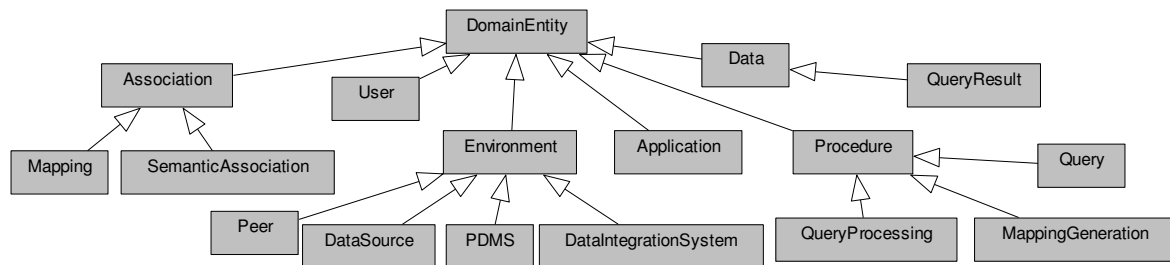 DomainEntity
Data
Association
User
QueryResult
Environment
Application
Procedure
Mapping
SemanticAssociation
Query
Peer
DataSource
PDMS
DataIntegrationSystem
QueryProcessing
MappingGeneration